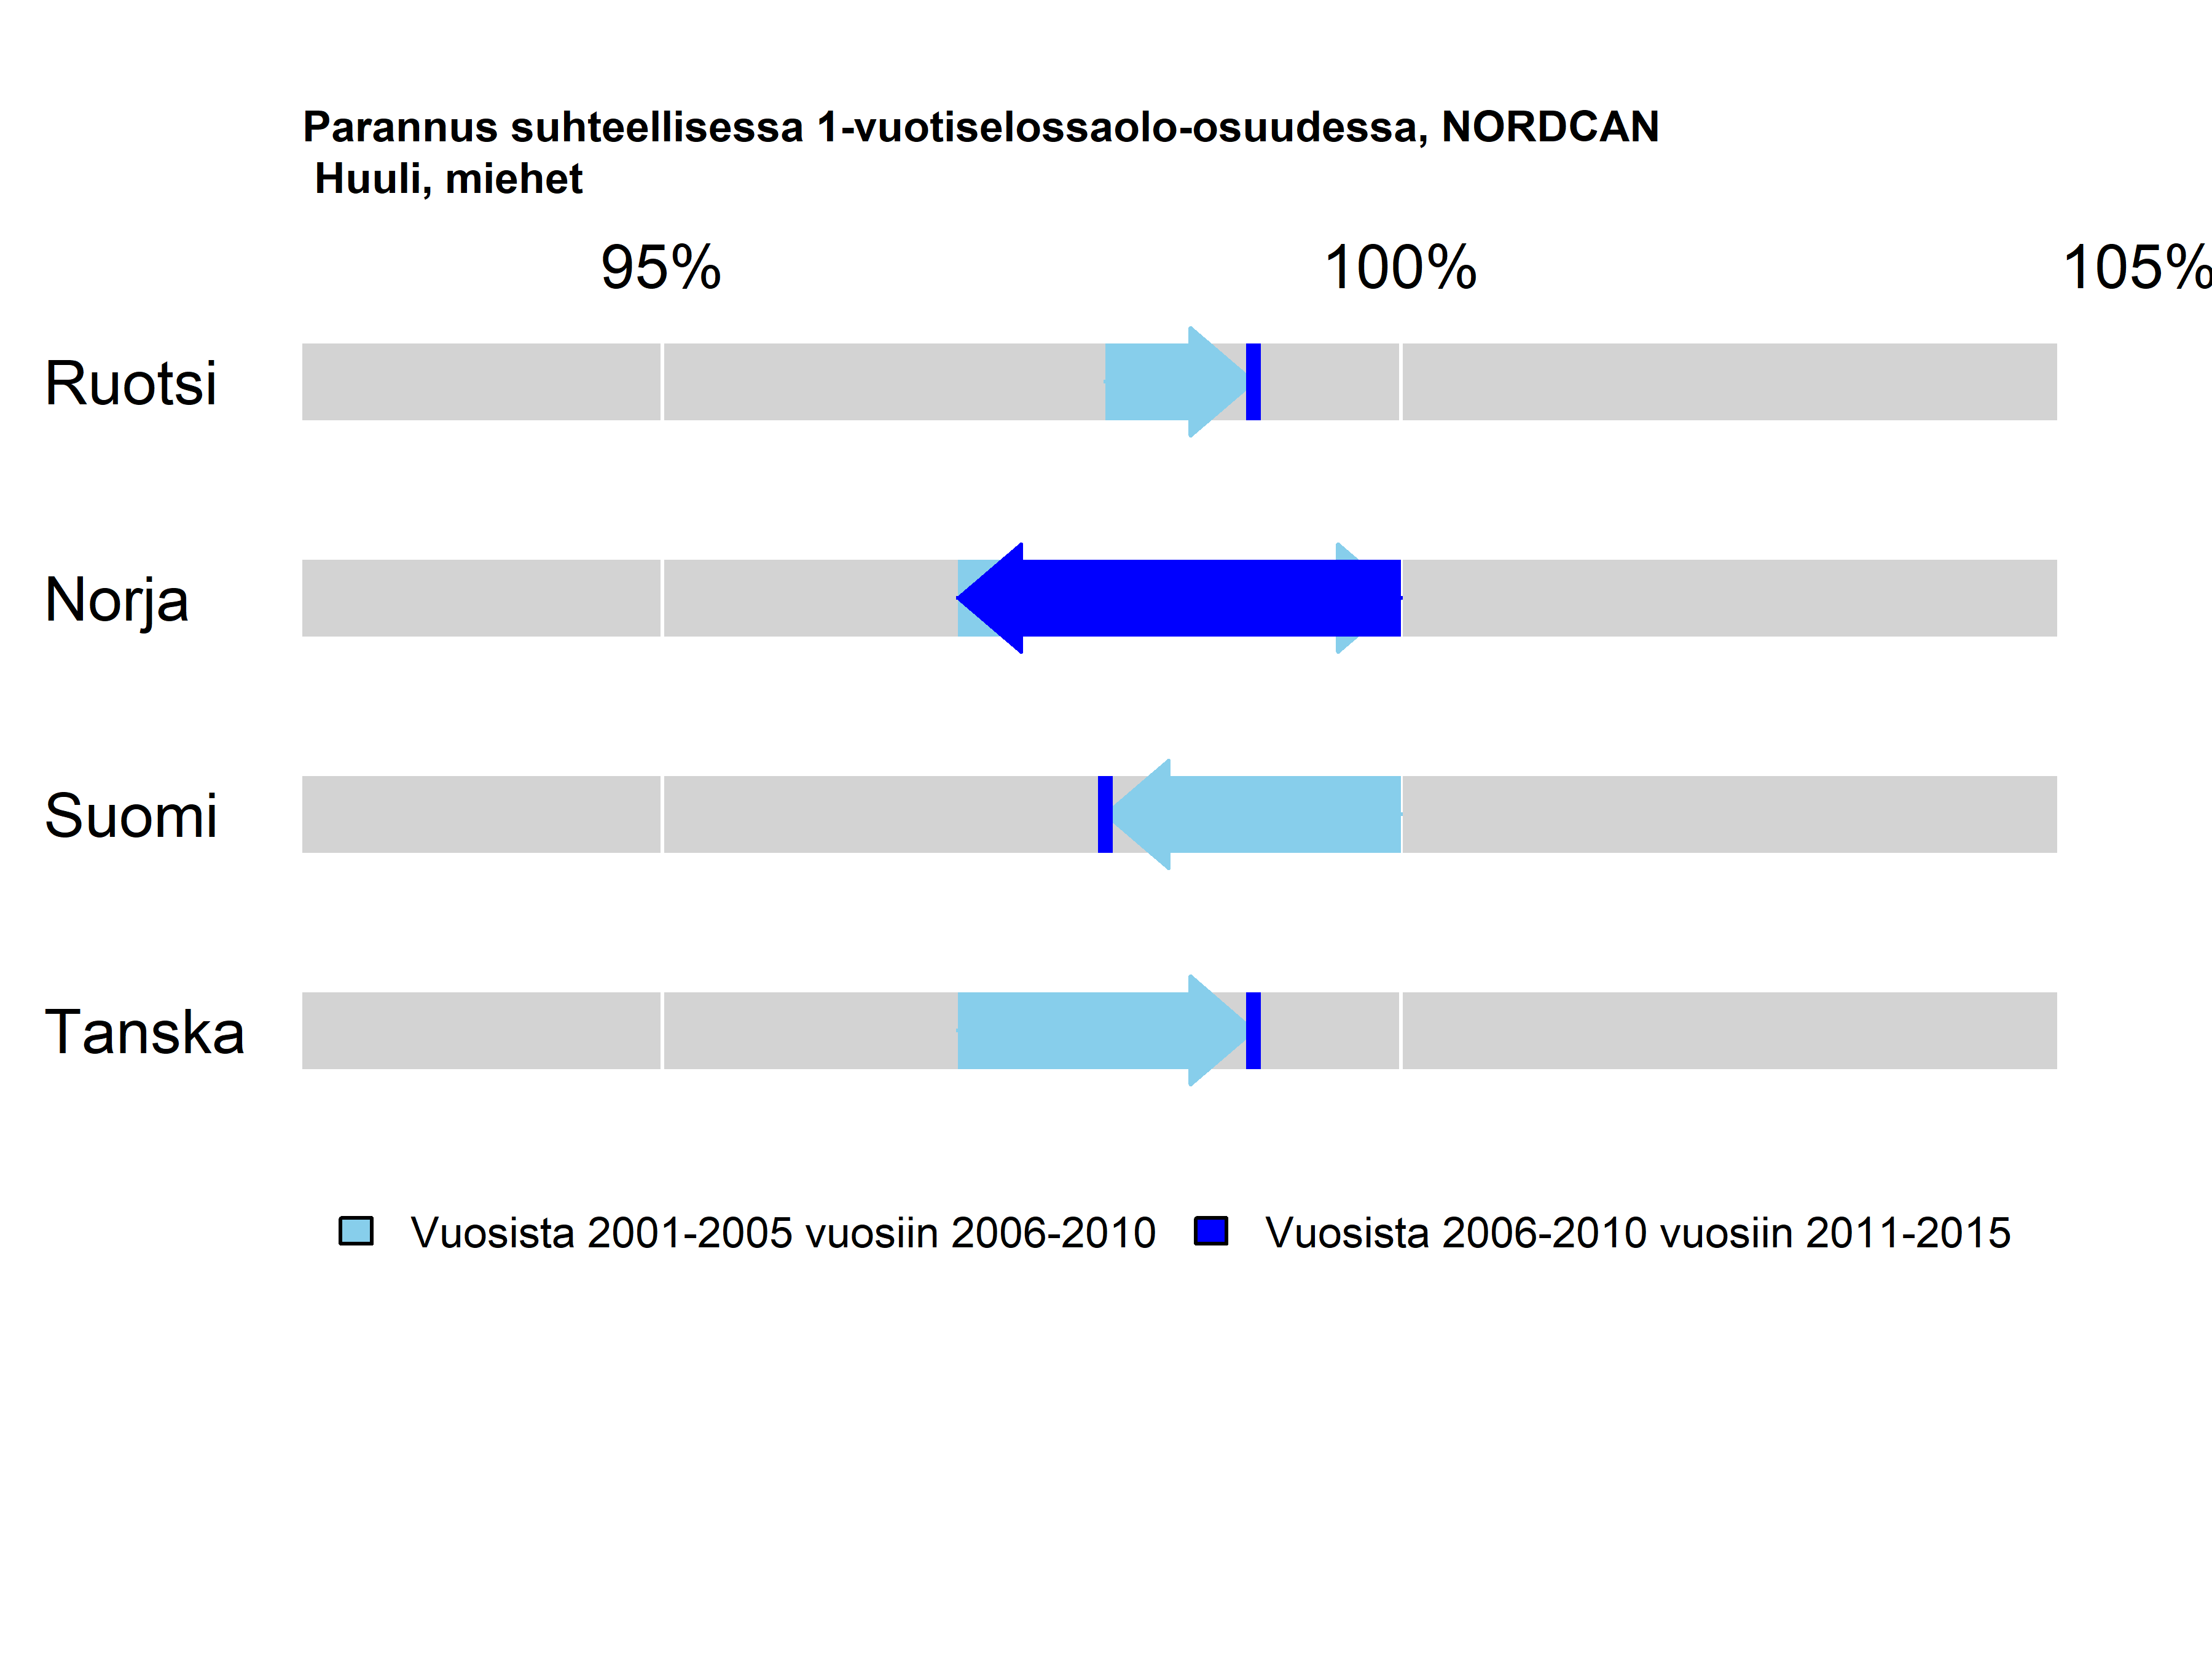 Parannus suhteellisessa 1-vuotiselossaolo-osuudessa, NORDCAN
Huuli, miehet
95% 100% 105%
Ruotsi
Norja
Suomi
Tanska
Vuosista 2001-2005 vuosiin 2006-2010 Vuosista 2006-2010 vuosiin 2011-2015